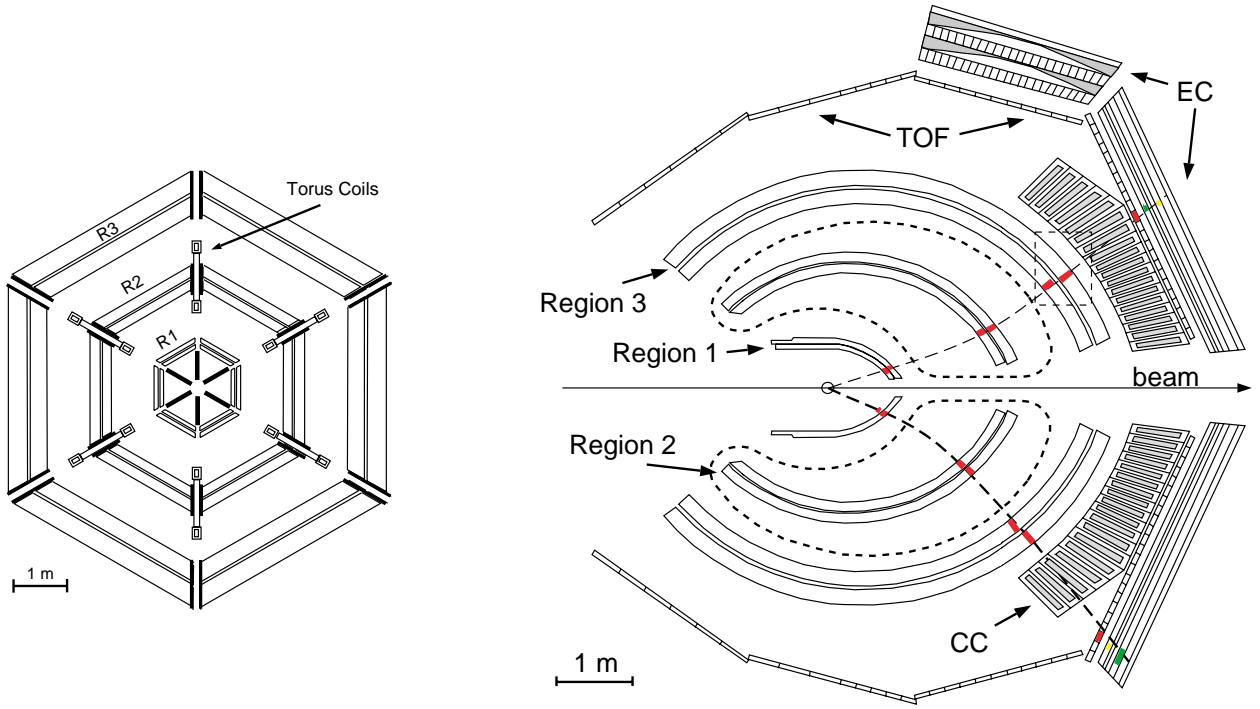 Torus Coils
R3
R2
R1
1 m
EC
TOF
Region 3
Region 1
beam
Region 2
CC
1 m